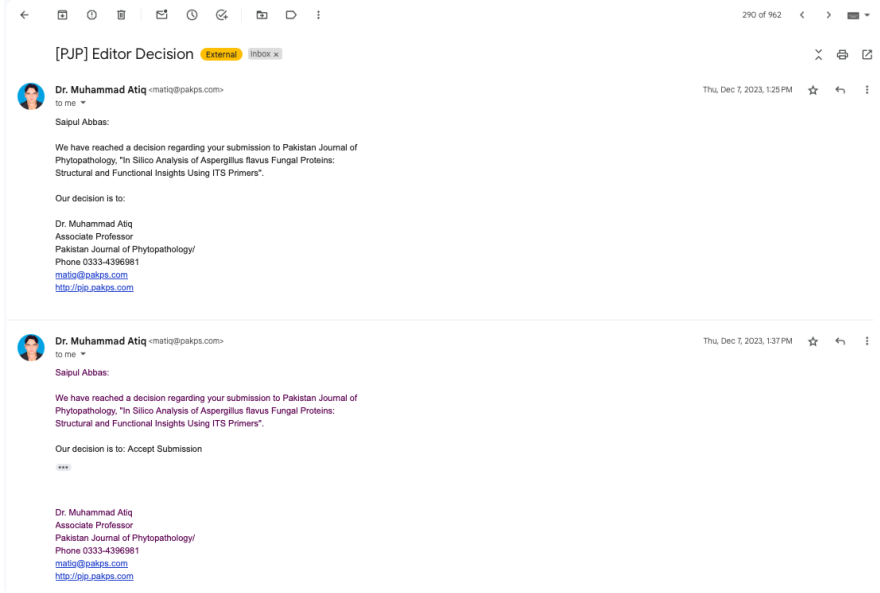 290 of 962
[PJP] Editor Decision External Inbox x
Dr. Muhammad Atiq <matiq@pakps.com> Thu, Dec 7, 2023, 1:25 PM
to me
Saipul Abbas:
We have reached a decision regarding your submission to Pakistan Journal of
Phytopathology, "In Silico Analysis of Aspergillus flavus Fungal Proteins:
Structural and Functional Insights Using ITS Primers".
Our decision is to:
Dr. Muhammad Atiq
Associate Professor
Pakistan Journal of Phytopathology/
Phone 0333-4396981
matiq@pakps.com
http://pjp.pakps.com
Dr. Muhammad Atiq <matiq@pakps.com> Thu, Dec 7, 2023, 1:37 PM
to me
Saipul Abbas:
We have reached a decision regarding your submission to Pakistan Journal of
Phytopathology, "In Silico Analysis of Aspergillus flavus Fungal Proteins:
Structural and Functional Insights Using ITS Primers".
Our decision is to: Accept Submission
•••
Dr. Muhammad Atiq
Associate Professor
Pakistan Journal of Phytopathology/
Phone 0333-4396981
matiq@pakps.com
http://pjp.pakps.com